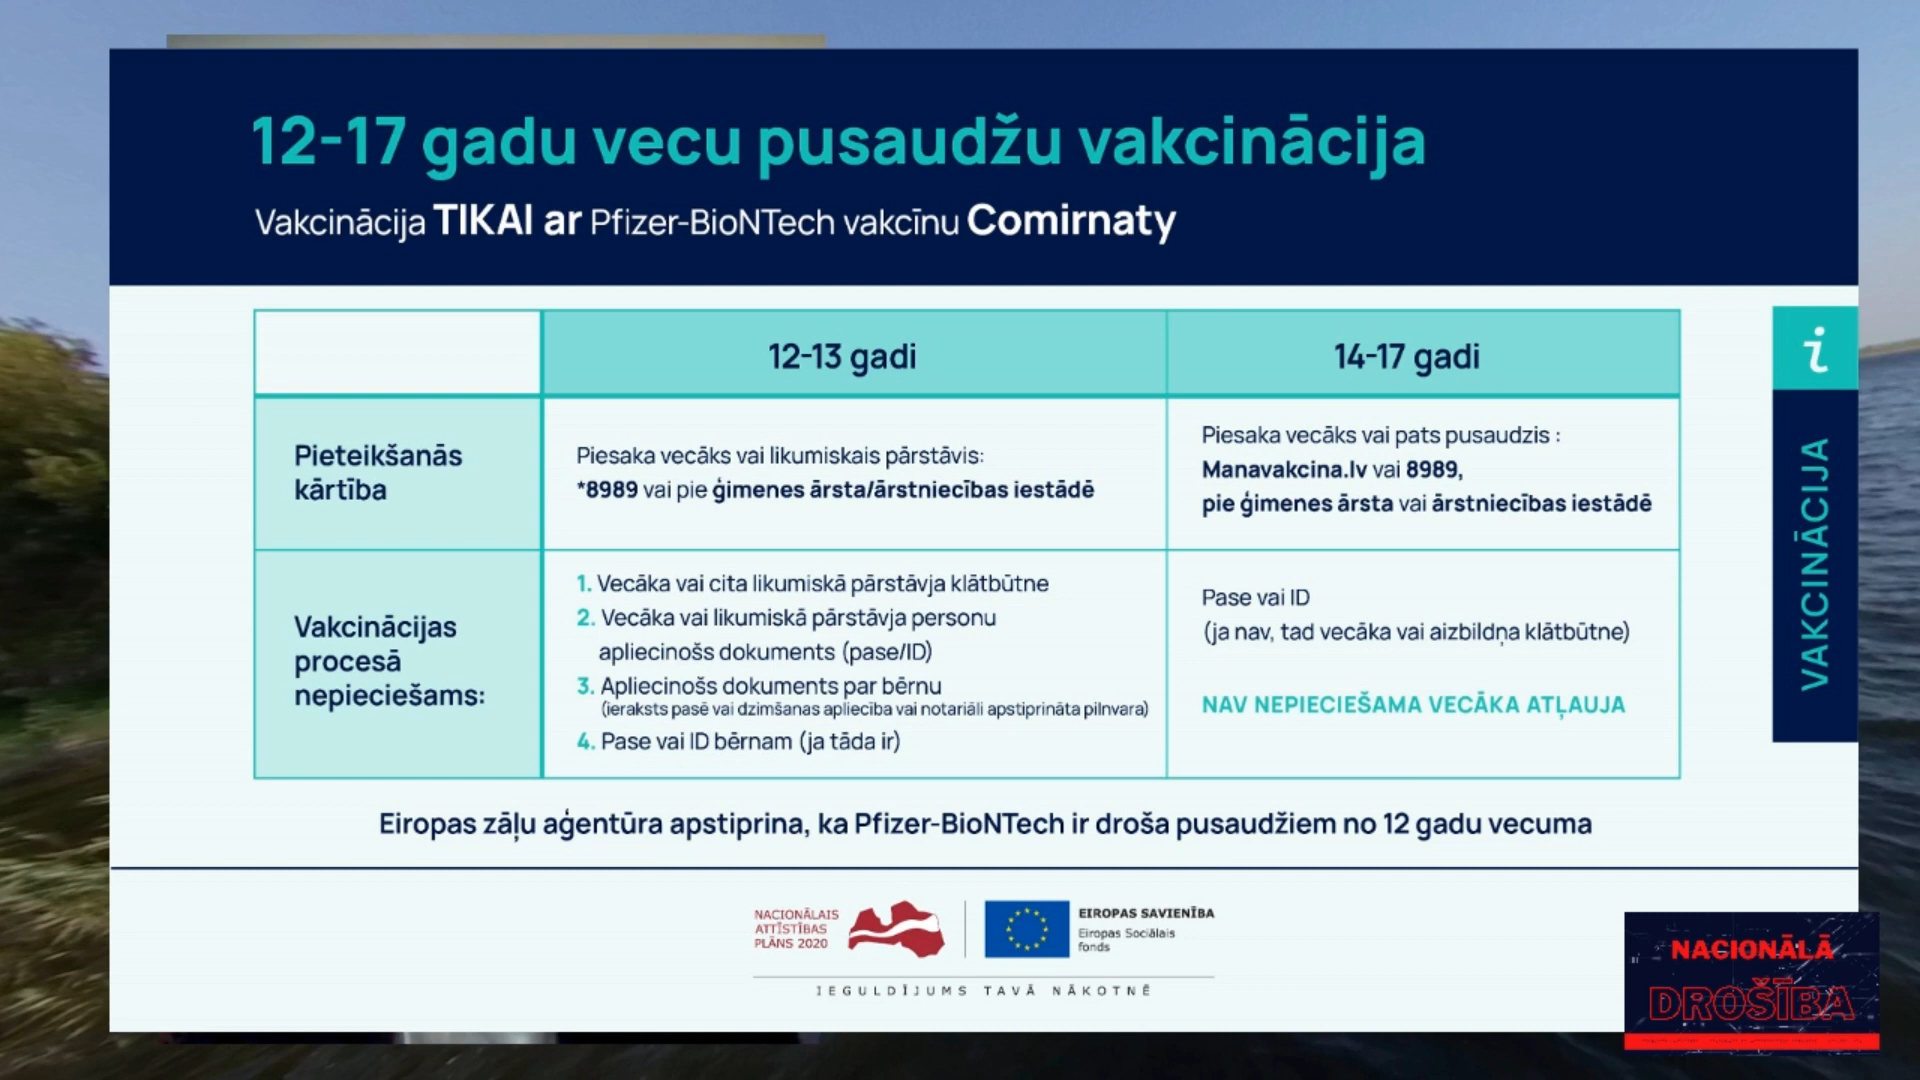 12-17 gadu vecu pusaudžu vakcinācija
Vakcinācija TIKAI ar Pfizer-BioNTech vakcīnu Comirnaty
12-13 gadi
14-17 gadi
Pieteikšanās
kārtība
Piesaka vecāks vai likumiskais pārstāvis:
*8989 vai pie ģimenes ārsta/ārstniecības iestādē
Piesaka vecāks vai pats pusaudzis :
Manavakcina.lv vai 8989,
pie ģimenes ārsta vai ārstniecības iestādē
Vakcinācijas
procesā
nepieciešams:
1. Vecāka vai cita likumiskā pārstāvja klātbūtne
2. Vecāka vai likumiskā pārstāvja personu
apliecinošs dokuments (pase/ID)
3. Apliecinošs dokuments par bērnu
(ieraksts pasē vai dzimšanas apliecība vai notariāli apstiprināta pilnvara)
4. Pase vai ID bērnam (ja tāda ir)
Pase vai ID
(ja nav, tad vecāka vai aizbildņa klātbūtne)
NAV NEPIECIEŠAMA VECĀKA ATĻAUJA
i
VAKCINĀCIJA
Eiropas zāļu aģentūra apstiprina, ka Pfizer-BioNTech ir droša pusaudžiem no 12 gadu vecuma
NACIONĀLAIS
ATTĪSTĪBAS
PLĀNS 2020
EIROPAS SAVIENĪBA
Eiropas Sociālais
fonds
IEGULDĪJUMS TAVĀ NĀKOTNĒ
NACIONĀLĀ
DROŠĪBA